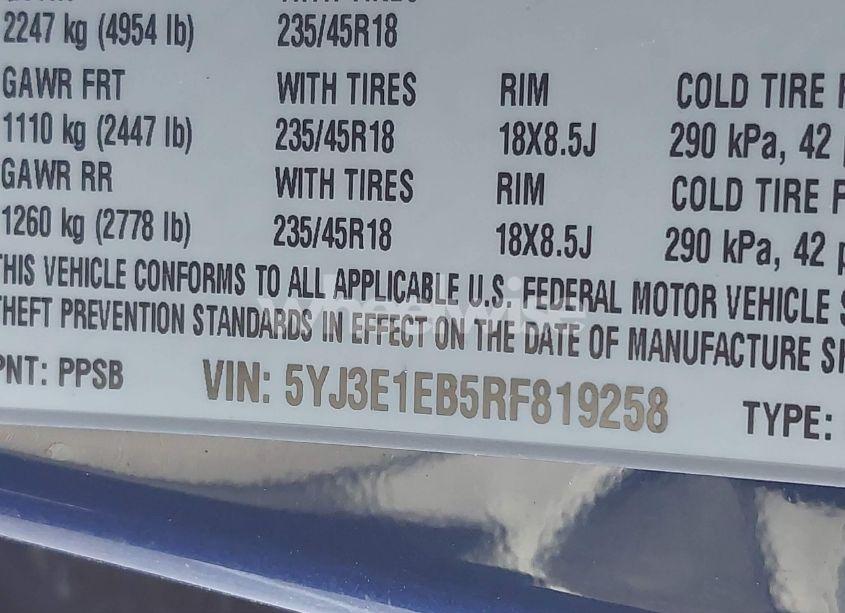 2247 kg (4954 lb) 235/45R18
GAWR FRT WITH TIRES RIM COLD TIRE
1110 kg (2447 lb) 235/45R18 18X8.5J 290 kPa, 42
GAWR RR WITH TIRES RIM COLD TIRE
1260 kg (2778 lb) 235/45R18 18X8.5J 290 kPa, 42
THIS VEHICLE CONFORMS TO ALL APPLICABLE U.S. FEDERAL MOTOR VEHICLE
THEFT PREVENTION STANDARDS IN EFFECT ON THE DATE OF MANUFACTURE
wheelwise
PNT: PPSB VIN: 5YJ3E1EB5RF819258 TYPE: